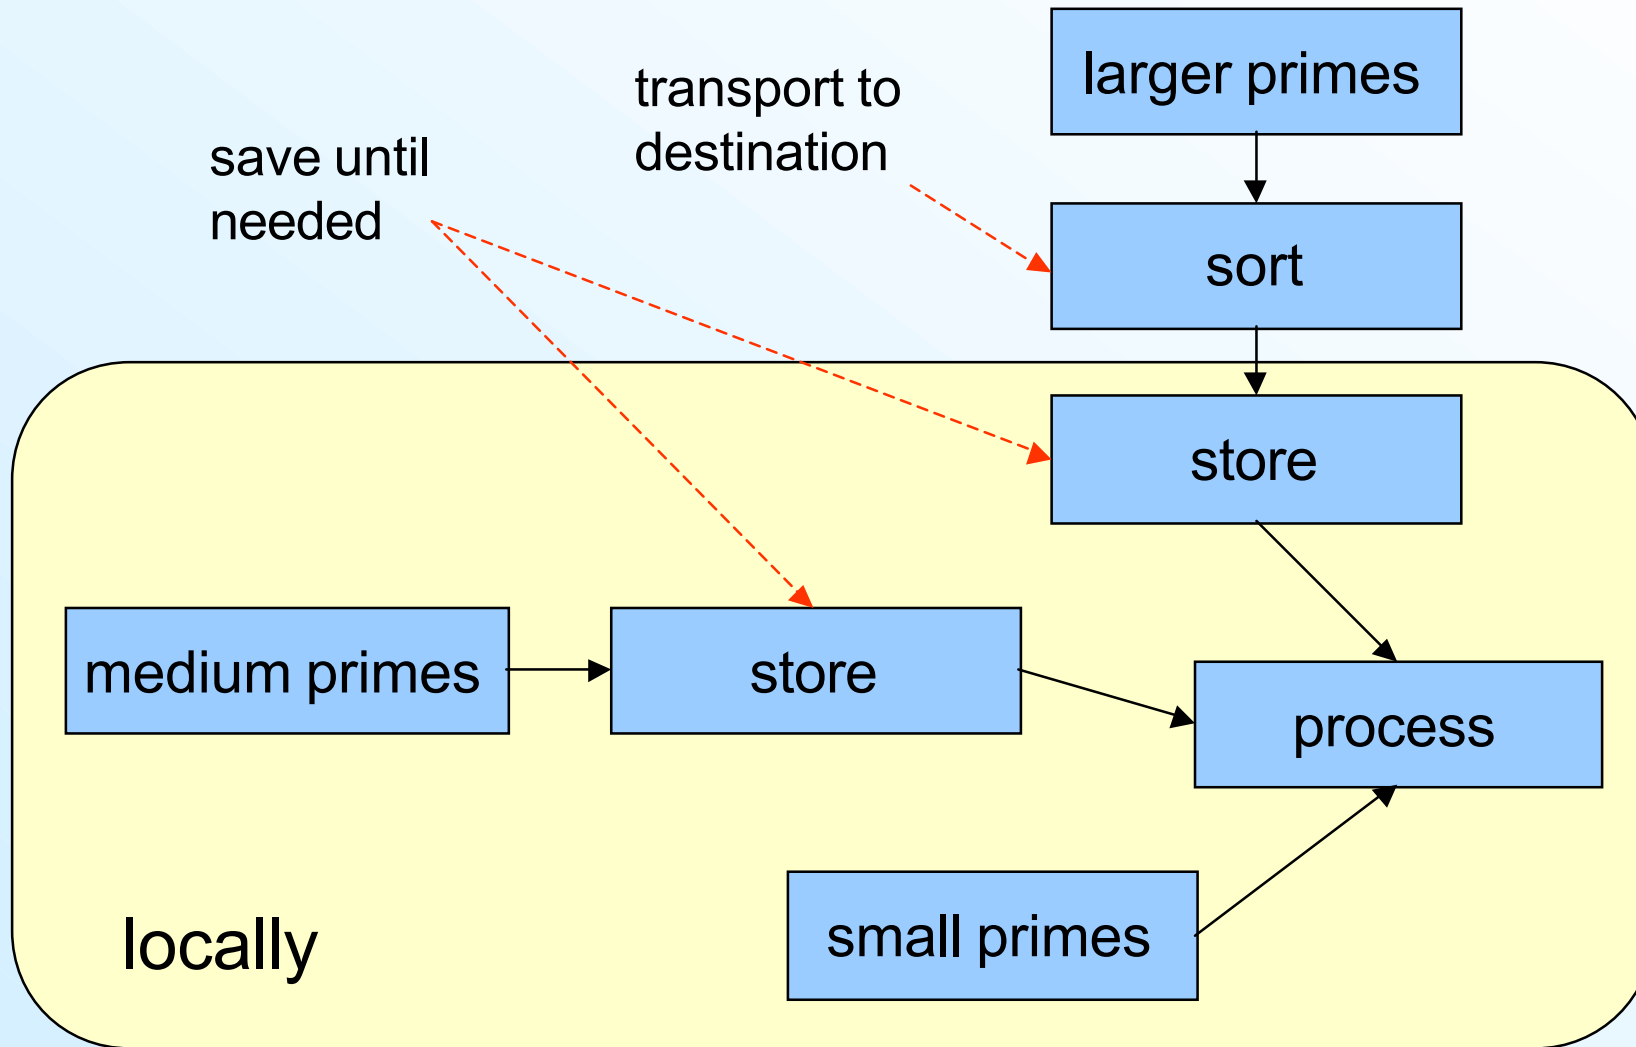 larger primes
transport to
destination
save until
needed
sort
store
medium primes
store
process
small primes
locally